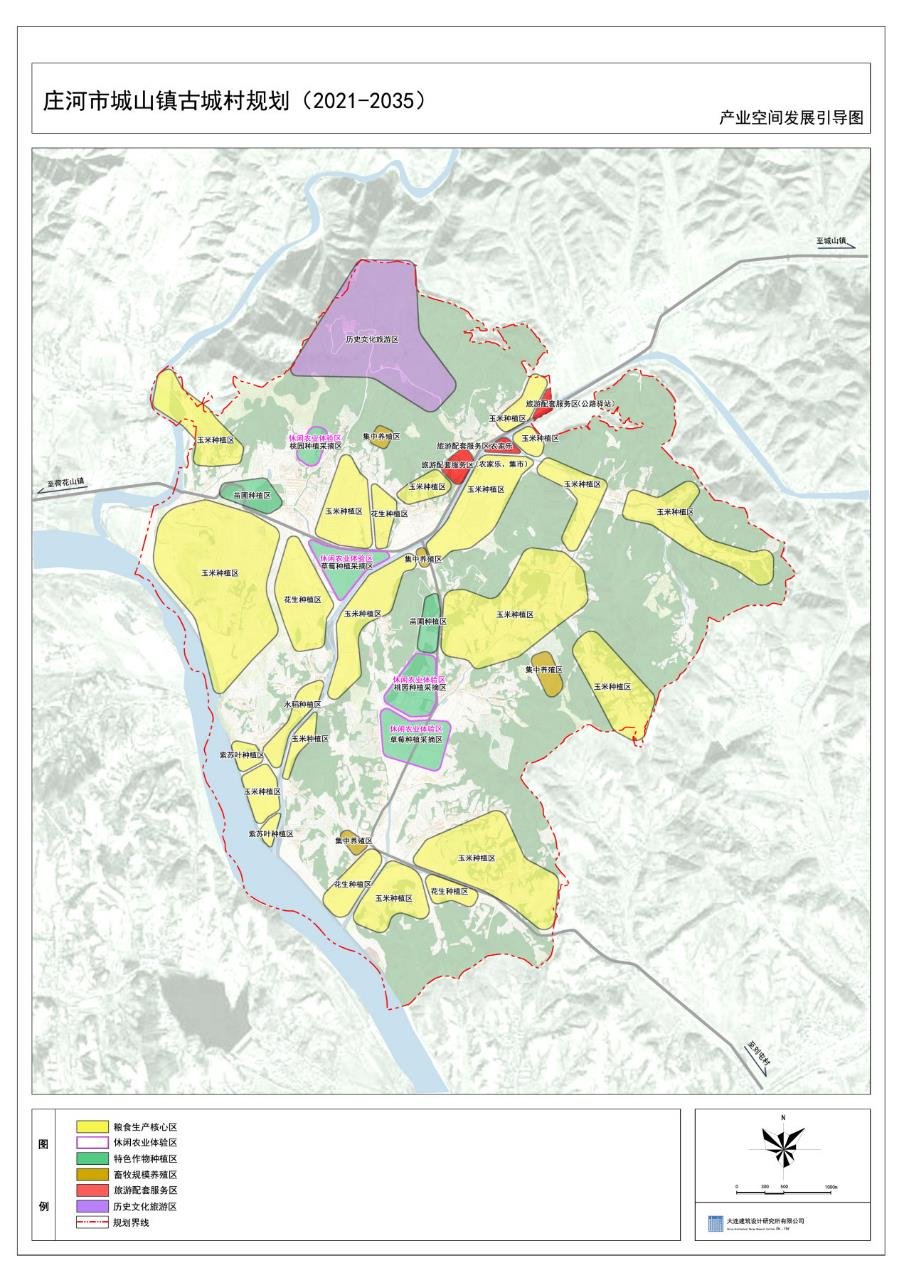 庄河市城山镇古城村规划（2021-2035）
产业空间发展引导图
至城山镇
历史文化旅游区
旅游配套服务区（公路驿站）
玉米种植区
玉米种植区
玉米种植区
休闲农业体验区
桃园种植采摘区
集中养殖区
旅游配套服务区（农家乐）
旅游配套服务区（农家乐、集市）
至荷花山镇
苗圃种植区
玉米种植区
玉米种植区
玉米种植区
玉米种植区
花生种植区
玉米种植区
休闲农业体验区
草莓种植采摘区
集中养殖区
玉米种植区
花生种植区
玉米种植区
苗圃种植区
玉米种植区
集中养殖区
休闲农业体验区
桃园种植采摘区
玉米种植区
水稻种植区
休闲农业体验区
草莓种植采摘区
玉米种植区
紫苏叶种植区
玉米种植区
紫苏叶种植区
集中养殖区
玉米种植区
花生种植区
花生种植区
玉米种植区
至刘屯村
图
例
粮食生产核心区
休闲农业体验区
特色作物种植区
畜牧规模养殖区
旅游配套服务区
历史文化旅游区
规划界线
N
0 300 600 1000m
大连建筑设计研究所有限公司